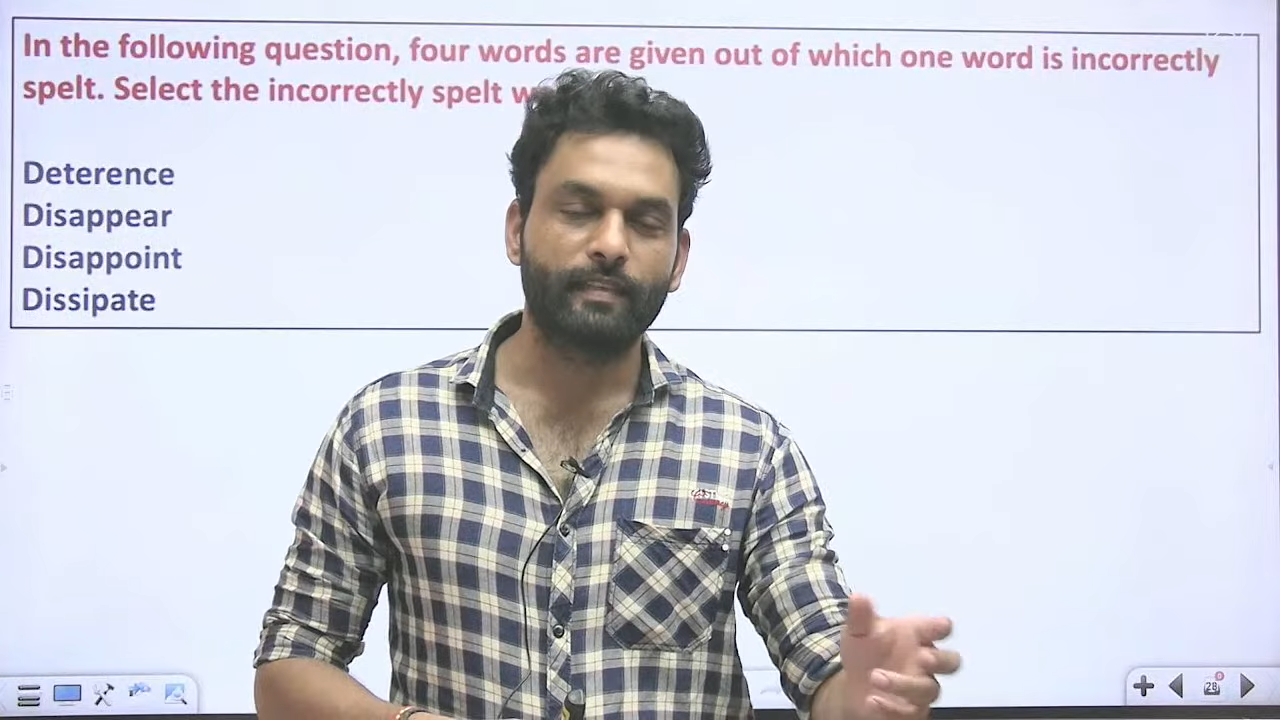 In the following question, four words are given out of which one word is incorrectly
spelt. Select the incorrectly spelt
Deterence
Disappear
Disappoint
Dissipate
28